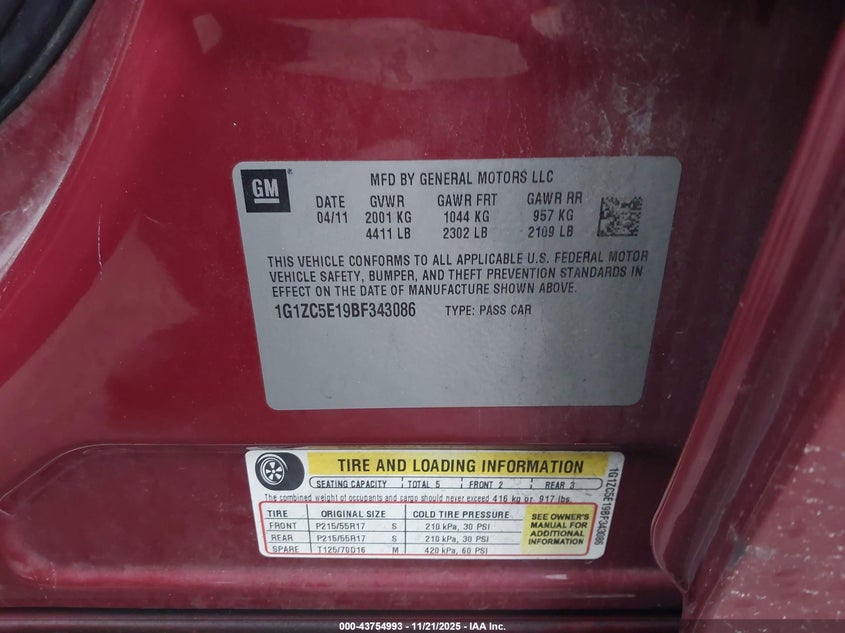 GM
MFD BY GENERAL MOTORS LLC
DATE GVWR GAWR FRT GAWR RR
04/11 2001 KG 1044 KG 957 KG
4411 LB 2302 LB 2109 LB
THIS VEHICLE CONFORMS TO ALL APPLICABLE U.S. FEDERAL MOTOR
VEHICLE SAFETY, BUMPER, AND THEFT PREVENTION STANDARDS IN
EFFECT ON THE DATE OF MANUFACTURE SHOWN ABOVE.
1G1ZC5E19BF343086 TYPE: PASS CAR
TIRE AND LOADING INFORMATION
SEATING CAPACITY TOTAL 5 FRONT 2 REAR 3
The combined weight of occupants and cargo should never exceed 416 kg or 917 lbs.
TIRE ORIGINAL SIZE COLD TIRE PRESSURE
FRONT P215/55R17 S 210 kPa, 30 PSI
REAR P215/55R17 S 210 kPa, 30 PSI
SPARE T125/70D16 M 420 kPa, 60 PSI
SEE OWNER'S
MANUAL FOR
ADDITIONAL
INFORMATION
1G1ZC5E19BF343086
000-43754993 - 11/21/2025 - IAA Inc.